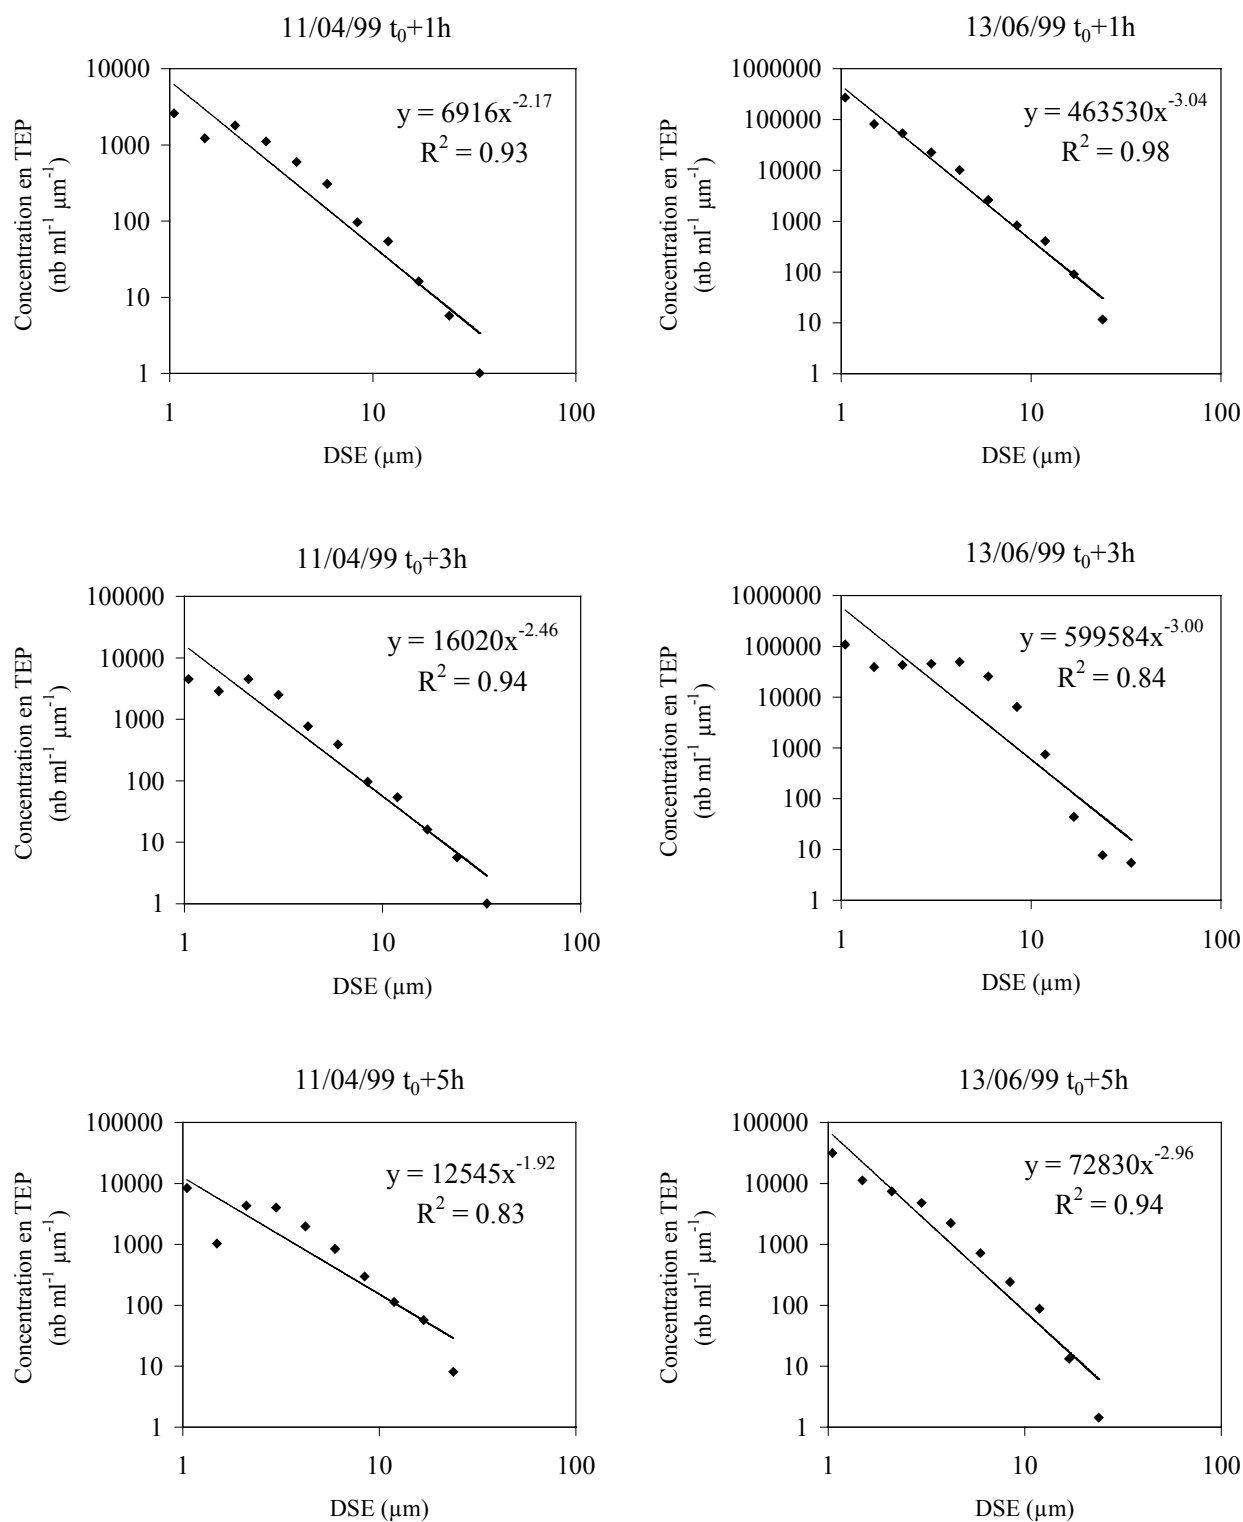 11/04/99 t₀+1h
Concentration en TEP
(nb ml⁻¹ µm⁻¹)
10000
1000
100
10
1
y = 6916x⁻²·¹⁷
R² = 0.93
1 10 100
DSE (µm)
13/06/99 t₀+1h
Concentration en TEP
(nb ml⁻¹ µm⁻¹)
1000000
100000
10000
1000
100
10
1
y = 463530x⁻³·⁰⁴
R² = 0.98
1 10 100
DSE (µm)
11/04/99 t₀+3h
Concentration en TEP
(nb ml⁻¹ µm⁻¹)
100000
10000
1000
100
10
1
y = 16020x⁻²·⁴⁶
R² = 0.94
1 10 100
DSE (µm)
13/06/99 t₀+3h
Concentration en TEP
(nb ml⁻¹ µm⁻¹)
1000000
100000
10000
1000
100
10
1
y = 599584x⁻³·⁰⁰
R² = 0.84
1 10 100
DSE (µm)
11/04/99 t₀+5h
Concentration en TEP
(nb ml⁻¹ µm⁻¹)
100000
10000
1000
100
10
1
y = 12545x⁻¹·⁹²
R² = 0.83
1 10 100
DSE (µm)
13/06/99 t₀+5h
Concentration en TEP
(nb ml⁻¹ µm⁻¹)
100000
10000
1000
100
10
1
y = 72830x⁻²·⁹⁶
R² = 0.94
1 10 100
DSE (µm)